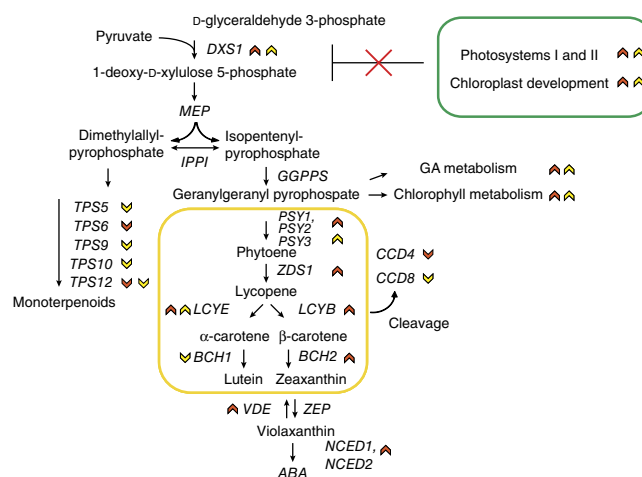 D-glyceraldehyde 3-phosphate
Pyruvate
DXS1
1-deoxy-D-xylulose 5-phosphate
Photosystems I and II
Chloroplast development
MEP
Dimethylallyl-
pyrophosphate
IPPI
Isopentenyl-
pyrophosphate
GGPPS
GA metabolism
Geranylgeranyl pyrophospate
Chlorophyll metabolism
TPS5
TPS6
TPS9
TPS10
TPS12
Monoterpenoids
PSY1,
PSY2
PSY3
Phytoene
ZDS1
Lycopene
CCD4
CCD8
Cleavage
LCYE
LCYB
α-carotene
β-carotene
BCH1
BCH2
Lutein
Zeaxanthin
VDE
ZEP
Violaxanthin
NCED1,
NCED2
ABA